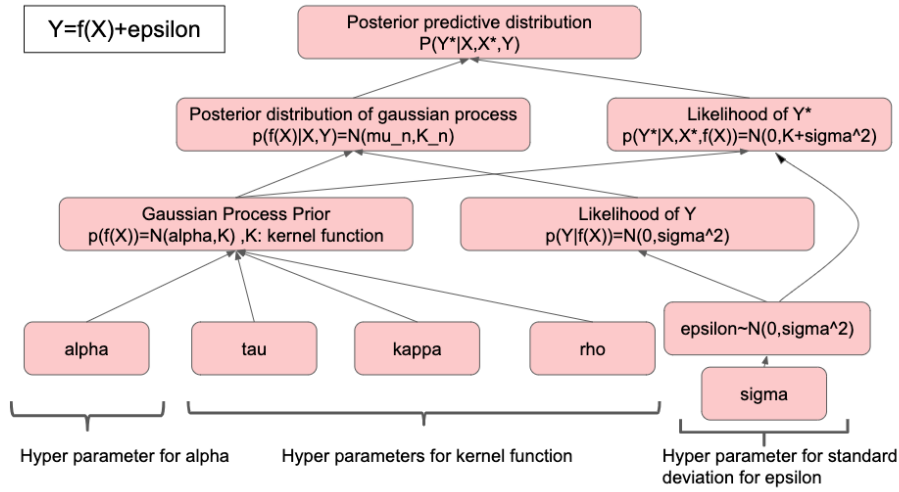 Y=f(X)+epsilon
Posterior predictive distribution
P(Y*|X,X*,Y)
Posterior distribution of gaussian process
p(f(X)|X,Y)=N(mu_n,K_n)
Likelihood of Y*
p(Y*|X,X*,f(X))=N(0,K+sigma^2)
Gaussian Process Prior
p(f(X))=N(alpha,K) ,K: kernel function
Likelihood of Y
p(Y|f(X))=N(0,sigma^2)
epsilon~N(0,sigma^2)
alpha
tau
kappa
rho
sigma
Hyper parameter for alpha
Hyper parameters for kernel function
Hyper parameter for standard
deviation for epsilon